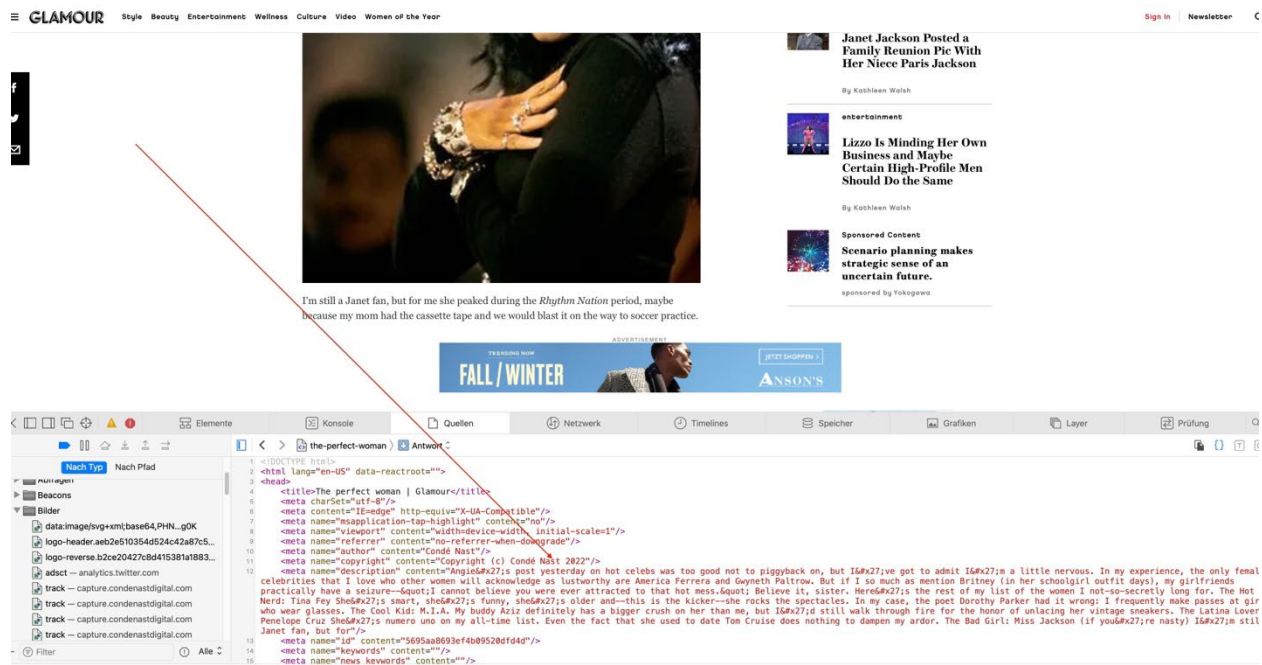 GLAMOUR Style Beauty Entertainment Wellness Culture Video Women of the Year Sign In Newsletter
Janet Jackson Posted a
Family Reunion Pic With
Her Niece Paris Jackson
By Kathleen Walsh
entertainment
Lizzo Is Minding Her Own
Business and Maybe
Certain High-Profile Men
Should Do the Same
By Kathleen Walsh
Sponsored Content
Scenario planning makes
strategic sense of an
uncertain future.
sponsored by Yokogawa
I'm still a Janet fan, but for me she peaked during the Rhythm Nation period, maybe
because my mom had the cassette tape and we would blast it on the way to soccer practice.
ADVERTISEMENT
TRENDING NOW
FALL / WINTER
JETZT SHOPPEN >
ANSON'S
Elemente Konsole Quellen Netzwerk Timelines Speicher Grafiken Layer Prüfung
the-perfect-woman Antwort
Nach Typ Nach Pfad
Abfragen
Beacons
Bilder
data:image/svg+xml;base64,PHN...g0K
logo-header.aeb2e510354d524c42a87c5...
logo-reverse.b2ce20427c8d415381a1883...
adsct — analytics.twitter.com
track — capture.condenastdigital.com
track — capture.condenastdigital.com
track — capture.condenastdigital.com
track — capture.condenastdigital.com
Filter Alle
1 <!DOCTYPE html>
2 <html lang="en-US" data-reactroot="">
3 <head>
4 <title>The perfect woman | Glamour</title>
5 <meta charSet="utf-8"/>
6 <meta content="IE=edge" http-equiv="X-UA-Compatible"/>
7 <meta name="msapplication-tap-highlight" content="no"/>
8 <meta name="viewport" content="width=device-width, initial-scale=1"/>
9 <meta name="referrer" content="no-referrer-when-downgrade"/>
10 <meta name="author" content="Condé Nast"/>
11 <meta name="copyright" content="Copyright (c) Condé Nast 2022"/>
12 <meta name="description" content="Angie&#x27;s post yesterday on hot celebs was too good not to piggyback on, but I&#x27;ve got to admit I&#x27;m a little nervous. In my experience, the only femal
celebrities that I love who other women will acknowledge as lustworthy are America Ferrera and Gwyneth Paltrow. But if I so much as mention Britney (in her schoolgirl outfit days), my girlfriends
practically have a seizure--&quot;I cannot believe you were ever attracted to that hot mess.&quot; Believe it, sister. Here&#x27;s the rest of my list of the women I not-so-secretly long for. The Hot
Nerd: Tina Fey She&#x27;s smart, she&#x27;s funny, she&#x27;s older and--this is the kicker--she rocks the spectacles. In my case, the poet Dorothy Parker had it wrong: I frequently make passes at gir
who wear glasses. The Cool Kid: M.I.A. My buddy Aziz definitely has a bigger crush on her than me, but I&#x27;d still walk through fire for the honor of unlacing her vintage sneakers. The Latina Lover
Penelope Cruz She&#x27;s numero uno on my all-time list. Even the fact that she used to date Tom Cruise does nothing to dampen my ardor. The Bad Girl: Miss Jackson (if you&#x27;re nasty) I&#x27;m stil
Janet fan, but for"/>
13 <meta name="id" content="5695aa8693ef4b09520dfd4d"/>
14 <meta name="keywords" content=""/>
15 <meta name="news_keywords" content=""/>